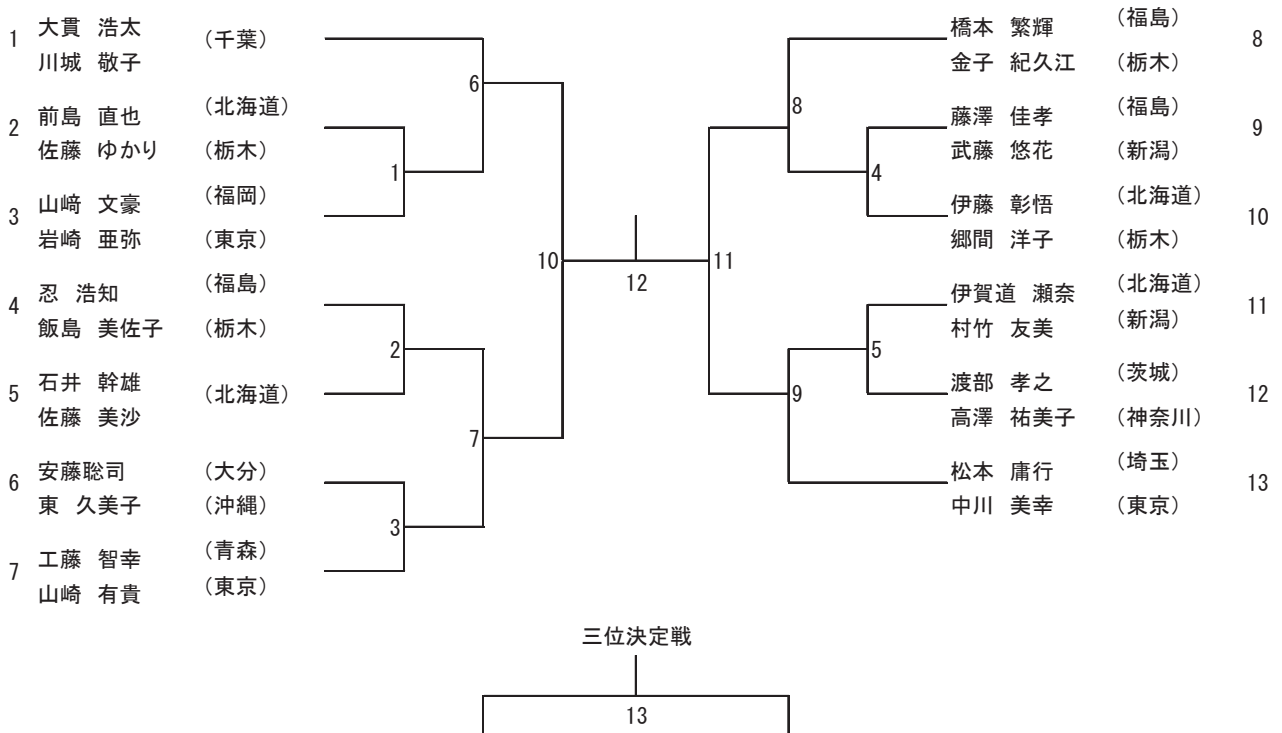 1 大貫 浩太 (千葉)
川城 敬子
2 前島 直也 (北海道)
佐藤 ゆかり (栃木)
3 山﨑 文豪 (福岡)
岩崎 亜弥 (東京)
4 忍 浩知 (福島)
飯島 美佐子 (栃木)
5 石井 幹雄 (北海道)
佐藤 美沙
6 安藤聡司 (大分)
東 久美子 (沖縄)
7 工藤 智幸 (青森)
山崎 有貴 (東京)
6
1
2
7
3
10
12
11
8
4
5
9
橋本 繁輝 (福島) 8
金子 紀久江 (栃木)
藤澤 佳孝 (福島) 9
武藤 悠花 (新潟)
伊藤 彰悟 (北海道) 10
郷間 洋子 (栃木)
伊賀道 瀬奈 (北海道) 11
村竹 友美 (新潟)
渡部 孝之 (茨城) 12
高澤 祐美子 (神奈川)
松本 庸行 (埼玉) 13
中川 美幸 (東京)
三位決定戦
13